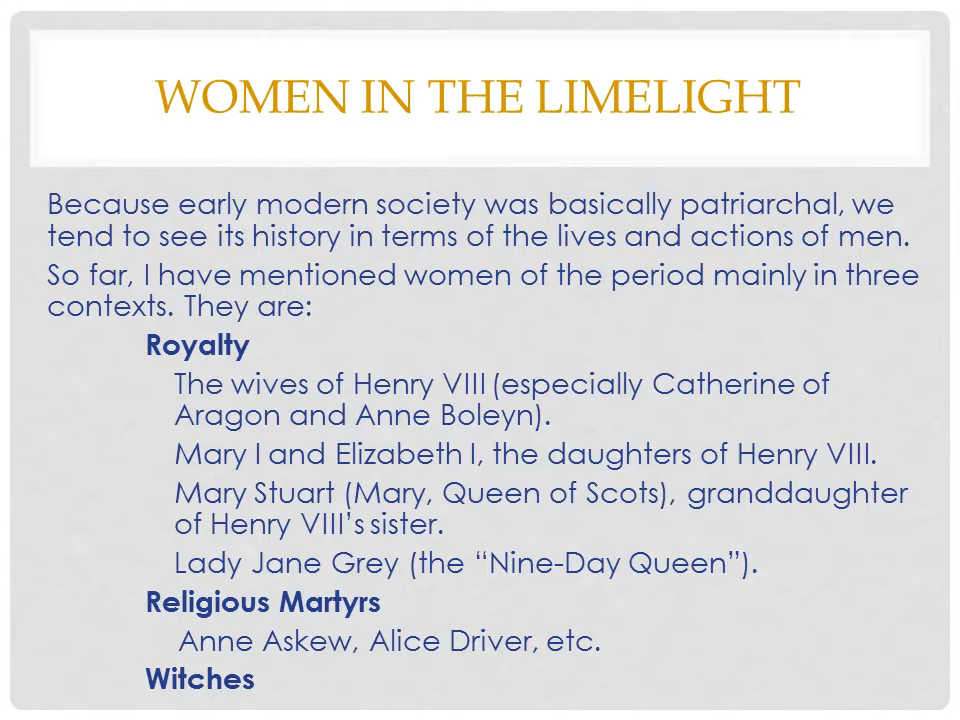 WOMEN IN THE LIMELIGHT
Because early modern society was basically patriarchal, we
tend to see its history in terms of the lives and actions of men.
So far, I have mentioned women of the period mainly in three
contexts. They are:
Royalty
The wives of Henry VIII (especially Catherine of
Aragon and Anne Boleyn).
Mary I and Elizabeth I, the daughters of Henry VIII.
Mary Stuart (Mary, Queen of Scots), granddaughter
of Henry VIII’s sister.
Lady Jane Grey (the “Nine-Day Queen”).
Religious Martyrs
Anne Askew, Alice Driver, etc.
Witches